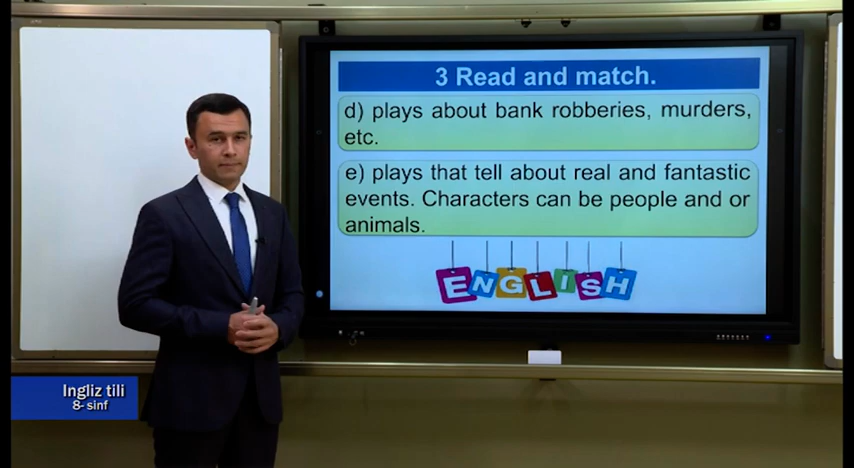 3 Read and match.
d) plays about bank robberies, murders,
etc.
e) plays that tell about real and fantastic
events. Characters can be people and or
animals.
ENGLISH
Ingliz tili
8- sinf